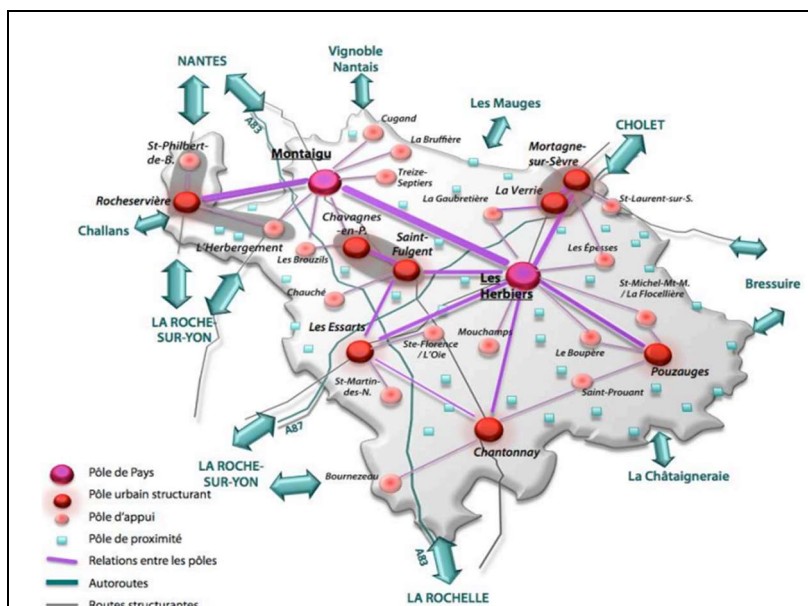 NANTES
Vignoble
Nantais
Les Mauges
CHOLET
A83
Cugand
La Bruffière
St-Philbert-
de-B.
Montaigu
Treize-
Septiers
Mortagne-
sur-Sèvre
La Verrie
La Gaubretière
St-Laurent-sur-S.
Rocheservière
Challans
L'Herbergement
Chavagnes
-en-P.
Saint-
Fulgent
Les Brouzils
Les Épesses
Bressuire
Chauché
Les
Herbiers
St-Michel-Mt-M.
/ La Flocellière
LA ROCHE-
SUR-YON
Les Essarts
Ste-Florence
/ L'Oie
Mouchamps
Le Boupère
Pouzauges
St-Martin-
des-N.
Saint-Prouant
A87
Chantonnay
LA ROCHE-
SUR-YON
Bournezeau
La Châtaigneraie
A83
LA ROCHELLE
Pôle de Pays
Pôle urbain structurant
Pôle d'appui
Pôle de proximité
Relations entre les pôles
Autoroutes
Routes structurantes